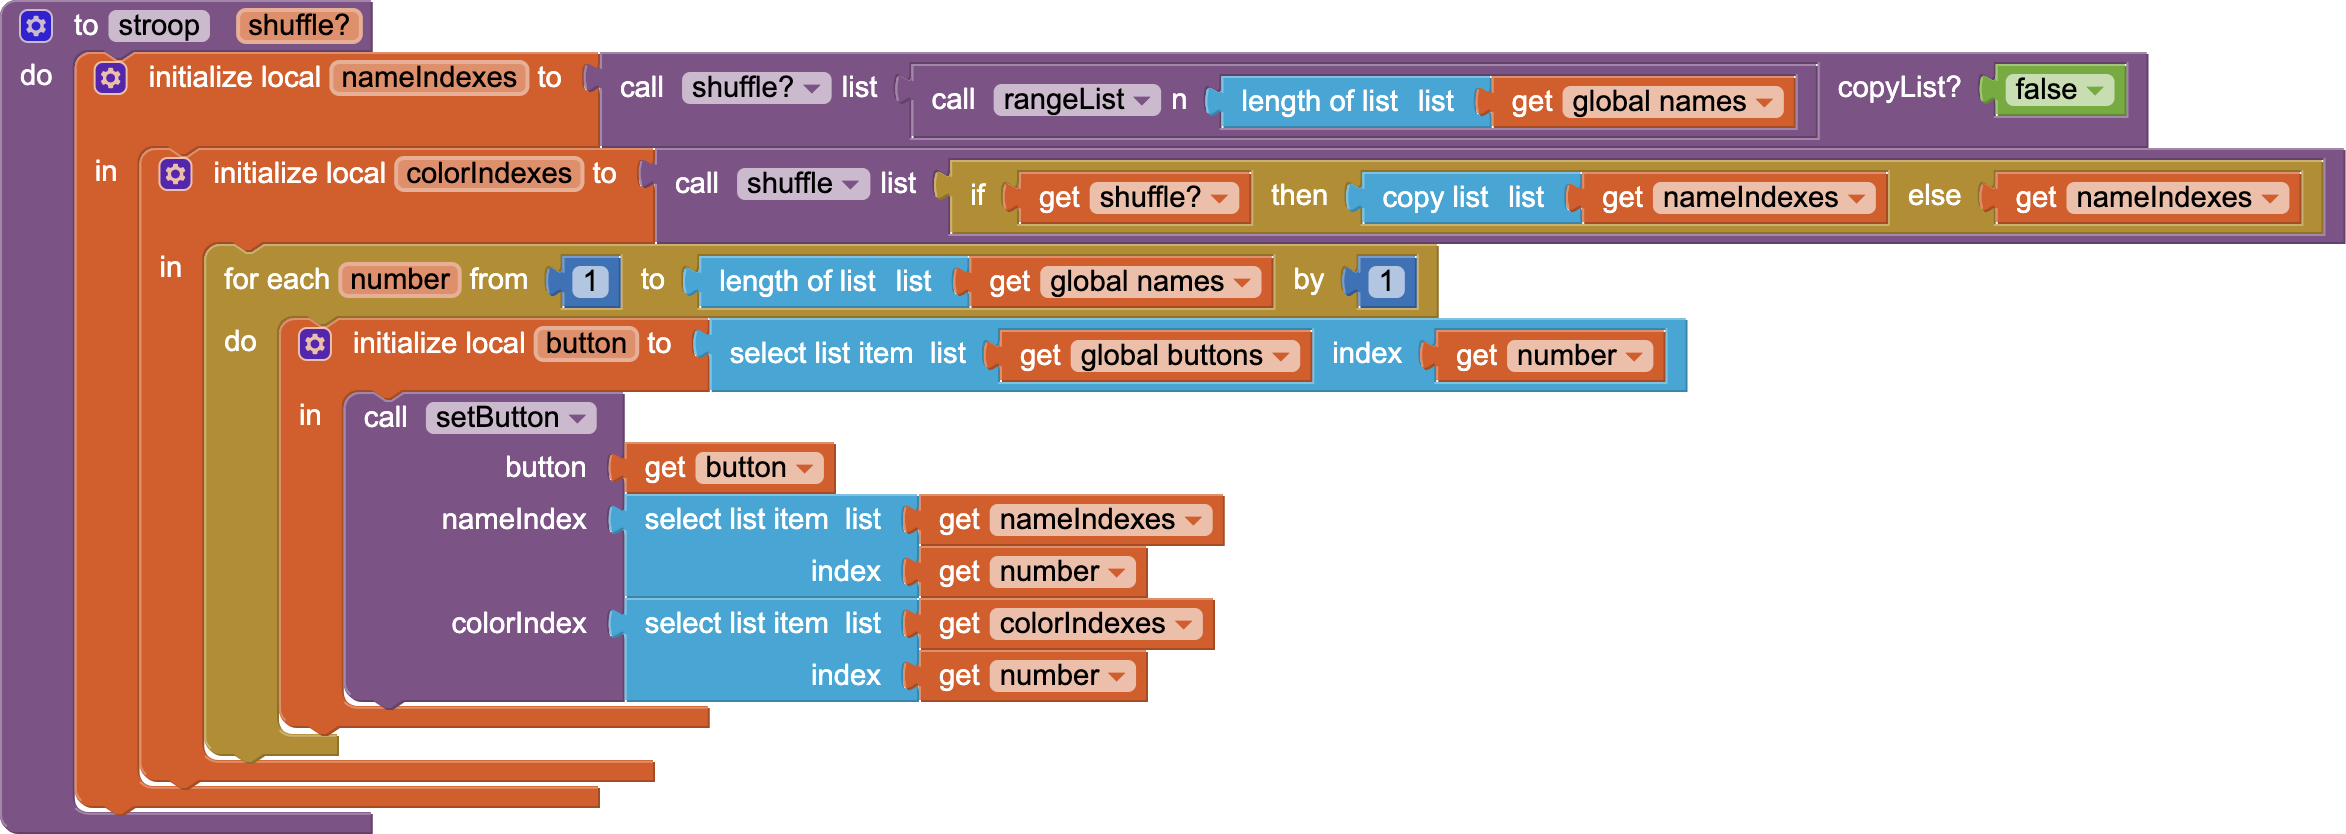 to stroop shuffle?
do initialize local nameIndexes to call shuffle? list call rangeList n length of list list get global names copyList? false
in initialize local colorIndexes to call shuffle list if get shuffle? then copy list list get nameIndexes else get nameIndexes
in for each number from 1 to length of list list get global names by 1
do initialize local button to select list item list get global buttons index get number
in call setButton
button get button
nameIndex select list item list get nameIndexes
index get number
colorIndex select list item list get colorIndexes
index get number